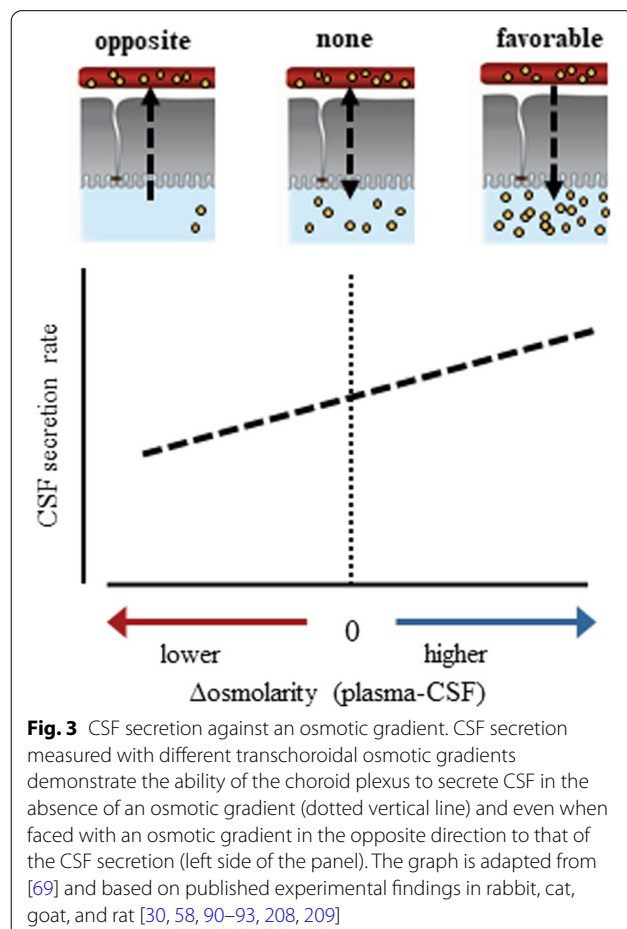 opposite none favorable
CSF secretion rate
0
lower higher
Δosmolarity (plasma-CSF)
Fig. 3 CSF secretion against an osmotic gradient. CSF secretion
measured with different transchoroidal osmotic gradients
demonstrate the ability of the choroid plexus to secrete CSF in the
absence of an osmotic gradient (dotted vertical line) and even when
faced with an osmotic gradient in the opposite direction to that of
the CSF secretion (left side of the panel). The graph is adapted from
[69] and based on published experimental findings in rabbit, cat,
goat, and rat [30, 58, 90–93, 208, 209]